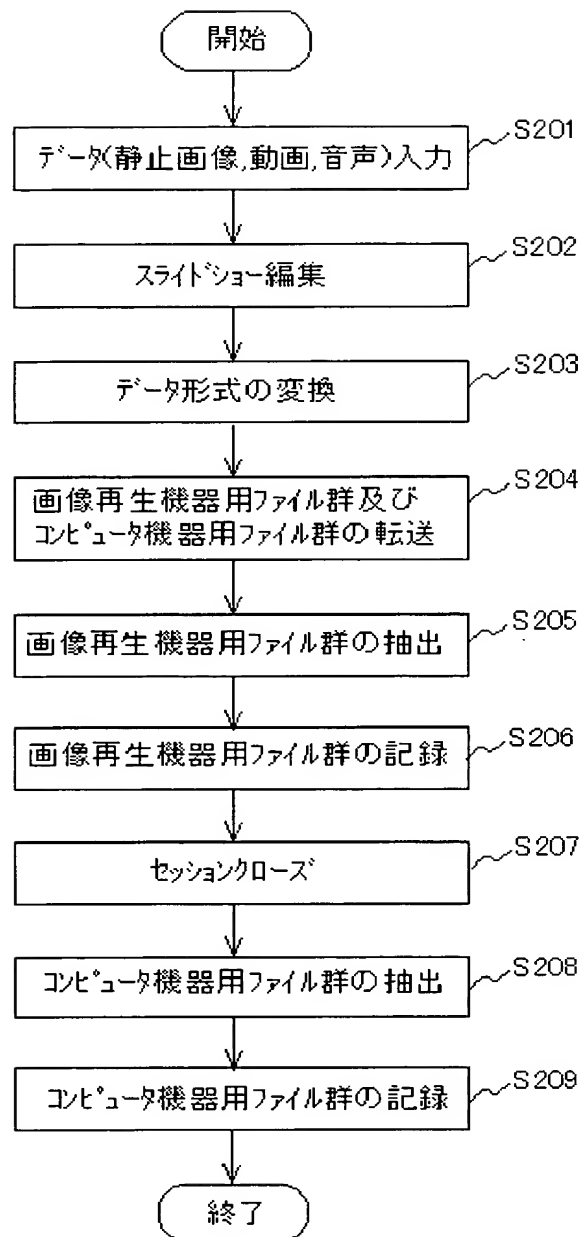 開始
S201
ﾃﾞｰﾀ(静止画像,動画,音声)入力
S202
ｽﾗｲﾄﾞｼｮｰ編集
S203
ﾃﾞｰﾀ形式の変換
S204
画像再生機器用ﾌｧｲﾙ群及び
ｺﾝﾋﾟｭｰﾀ機器用ﾌｧｲﾙ群の転送
S205
画像再生機器用ﾌｧｲﾙ群の抽出
S206
画像再生機器用ﾌｧｲﾙ群の記録
S207
ｾｯｼｮﾝｸﾛｰｽﾞ
S208
ｺﾝﾋﾟｭｰﾀ機器用ﾌｧｲﾙ群の抽出
S209
ｺﾝﾋﾟｭｰﾀ機器用ﾌｧｲﾙ群の記録
終了